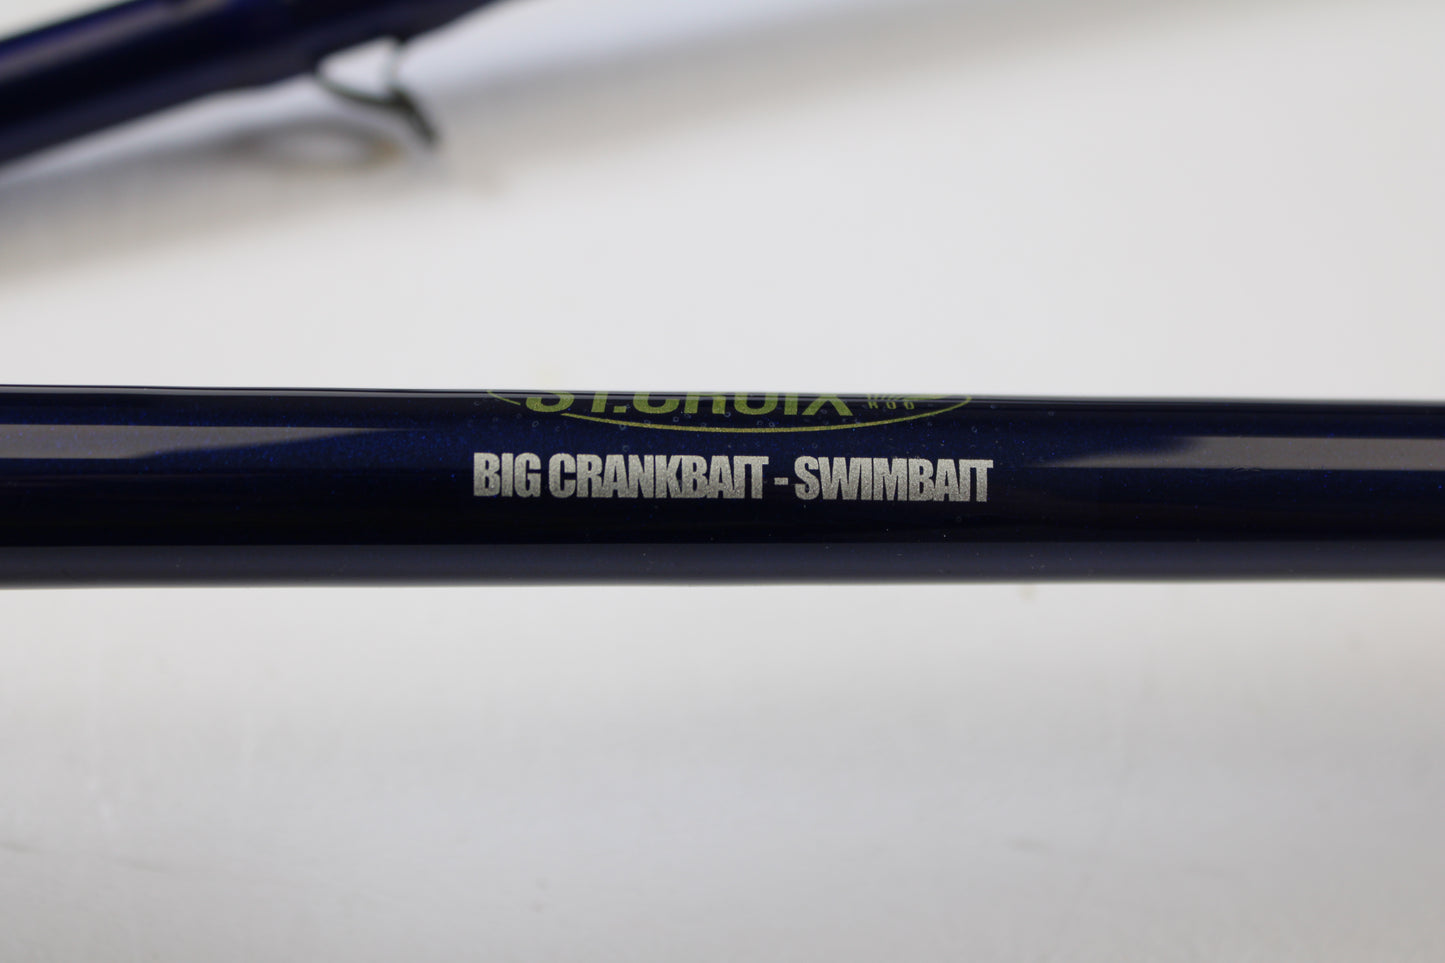 ST.CROIX
BIG CRANKBAIT - SWIMBAIT